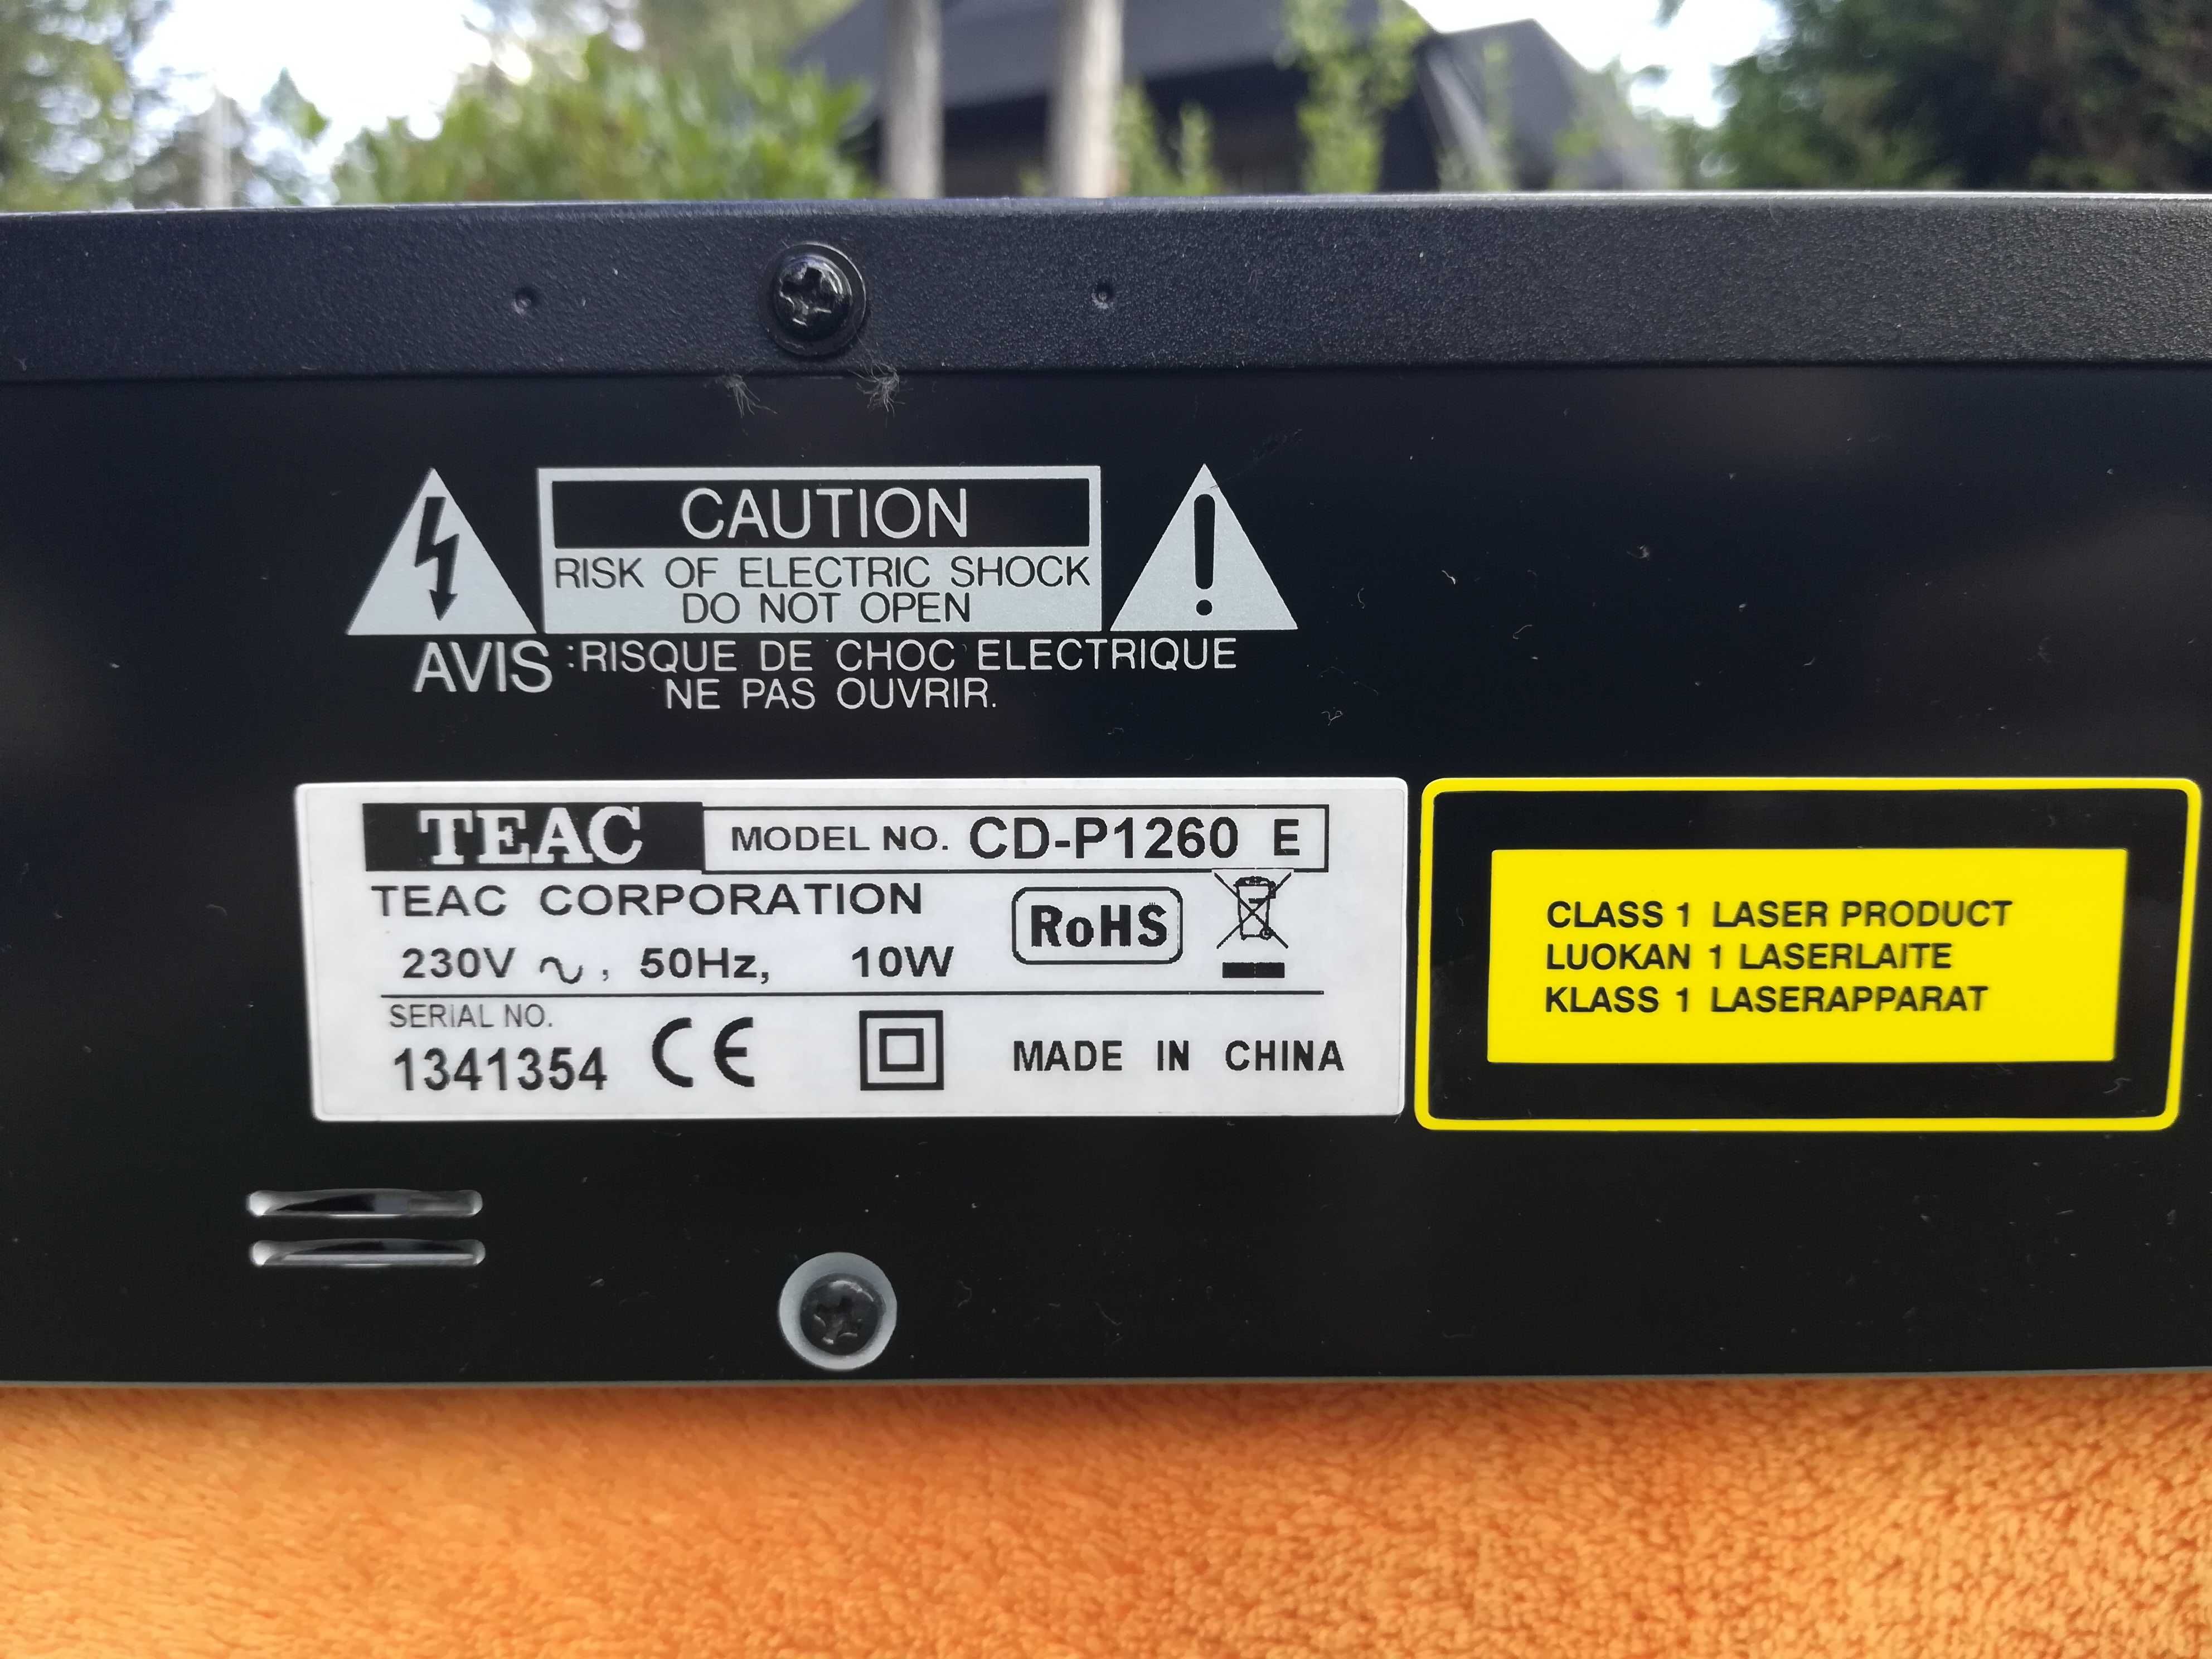 CAUTION
RISK OF ELECTRIC SHOCK
DO NOT OPEN
AVIS :RISQUE DE CHOC ELECTRIQUE
NE PAS OUVRIR.
TEAC MODEL NO. CD-P1260 E
TEAC CORPORATION
RoHS
230V ~, 50Hz, 10W
SERIAL NO.
1341354 CE MADE IN CHINA
CLASS 1 LASER PRODUCT
LUOKAN 1 LASERLAITE
KLASS 1 LASERAPPARAT